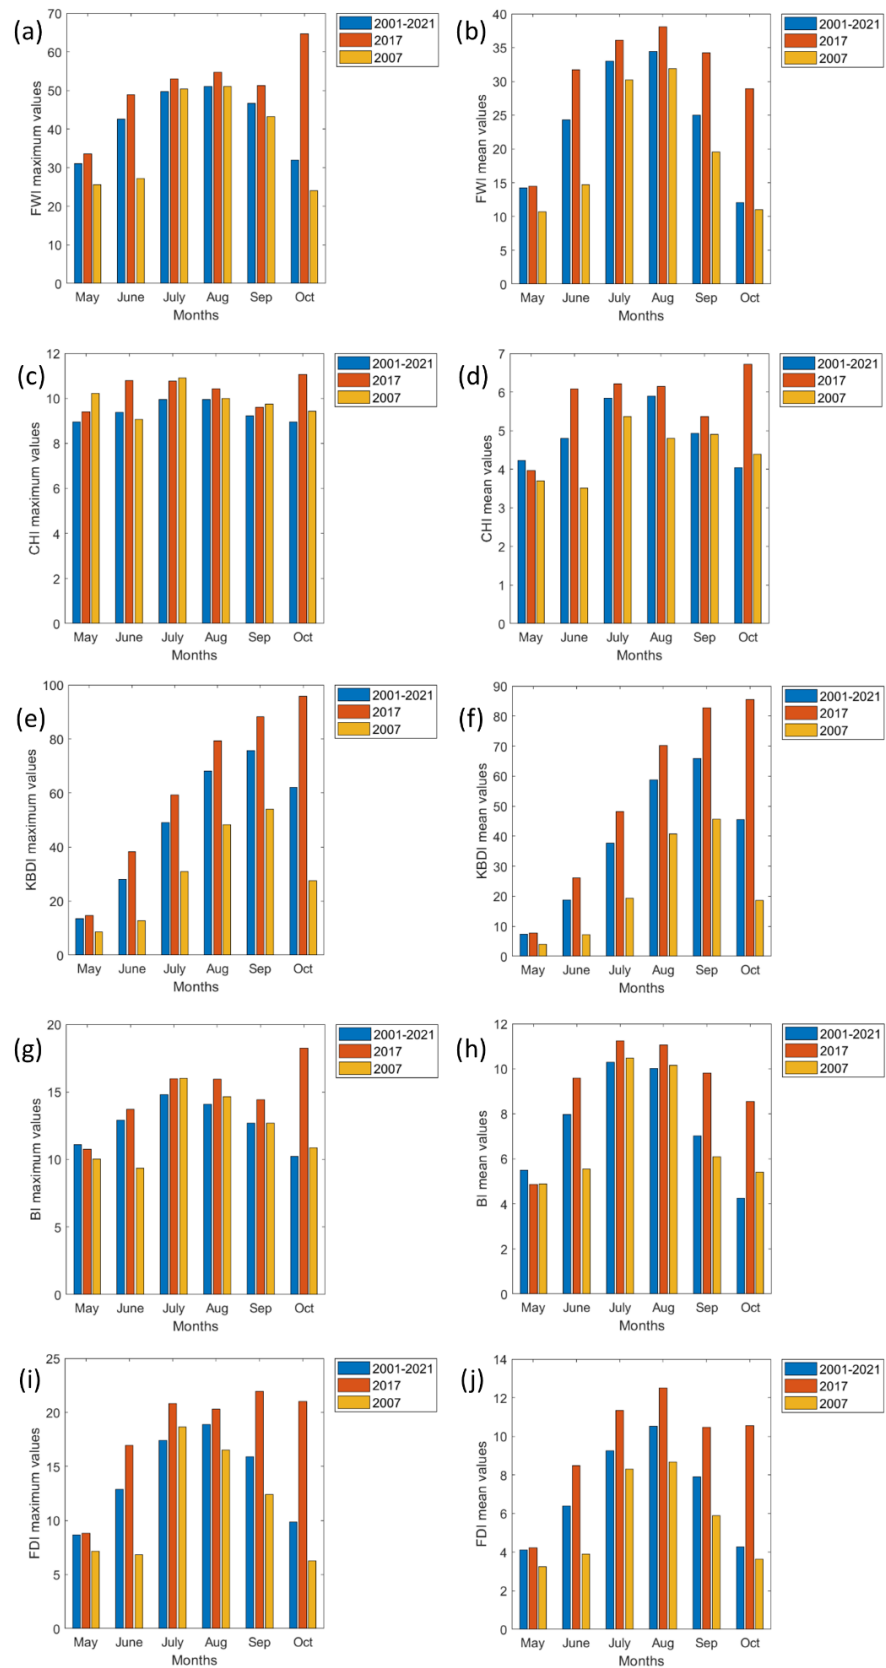 (a)
FWI maximum values
70
60
50
40
30
20
10
0
May June July Aug Sep Oct
Months
2001-2021
2017
2007
(b)
FWI mean values
40
35
30
25
20
15
10
5
0
May June July Aug Sep Oct
Months
2001-2021
2017
2007
(c)
CHI maximum values
12
10
8
6
4
2
0
May June July Aug Sep Oct
Months
2001-2021
2017
2007
(d)
CHI mean values
7
6
5
4
3
2
1
0
May June July Aug Sep Oct
Months
2001-2021
2017
2007
(e)
KBDI maximum values
100
80
60
40
20
0
May June July Aug Sep Oct
Months
2001-2021
2017
2007
(f)
KBDI mean values
90
80
70
60
50
40
30
20
10
0
May June July Aug Sep Oct
Months
2001-2021
2017
2007
(g)
BI maximum values
20
15
10
5
0
May June July Aug Sep Oct
Months
2001-2021
2017
2007
(h)
BI mean values
12
10
8
6
4
2
0
May June July Aug Sep Oct
Months
2001-2021
2017
2007
(i)
FDI maximum values
25
20
15
10
5
0
May June July Aug Sep Oct
Months
2001-2021
2017
2007
(j)
FDI mean values
14
12
10
8
6
4
2
0
May June July Aug Sep Oct
Months
2001-2021
2017
2007